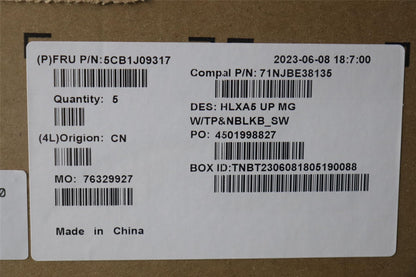 (P)FRU P/N:5CB1J09317
2023-06-08 18:7:00
Compal P/N: 71NJBE38135
Quantity: 5
DES: HLXA5 UP MG
W/TP&NBLKB_SW
(4L)Origion: CN
PO: 4501998827
MO: 76329927
BOX ID:TNBT2306081805190088
Made in China
0